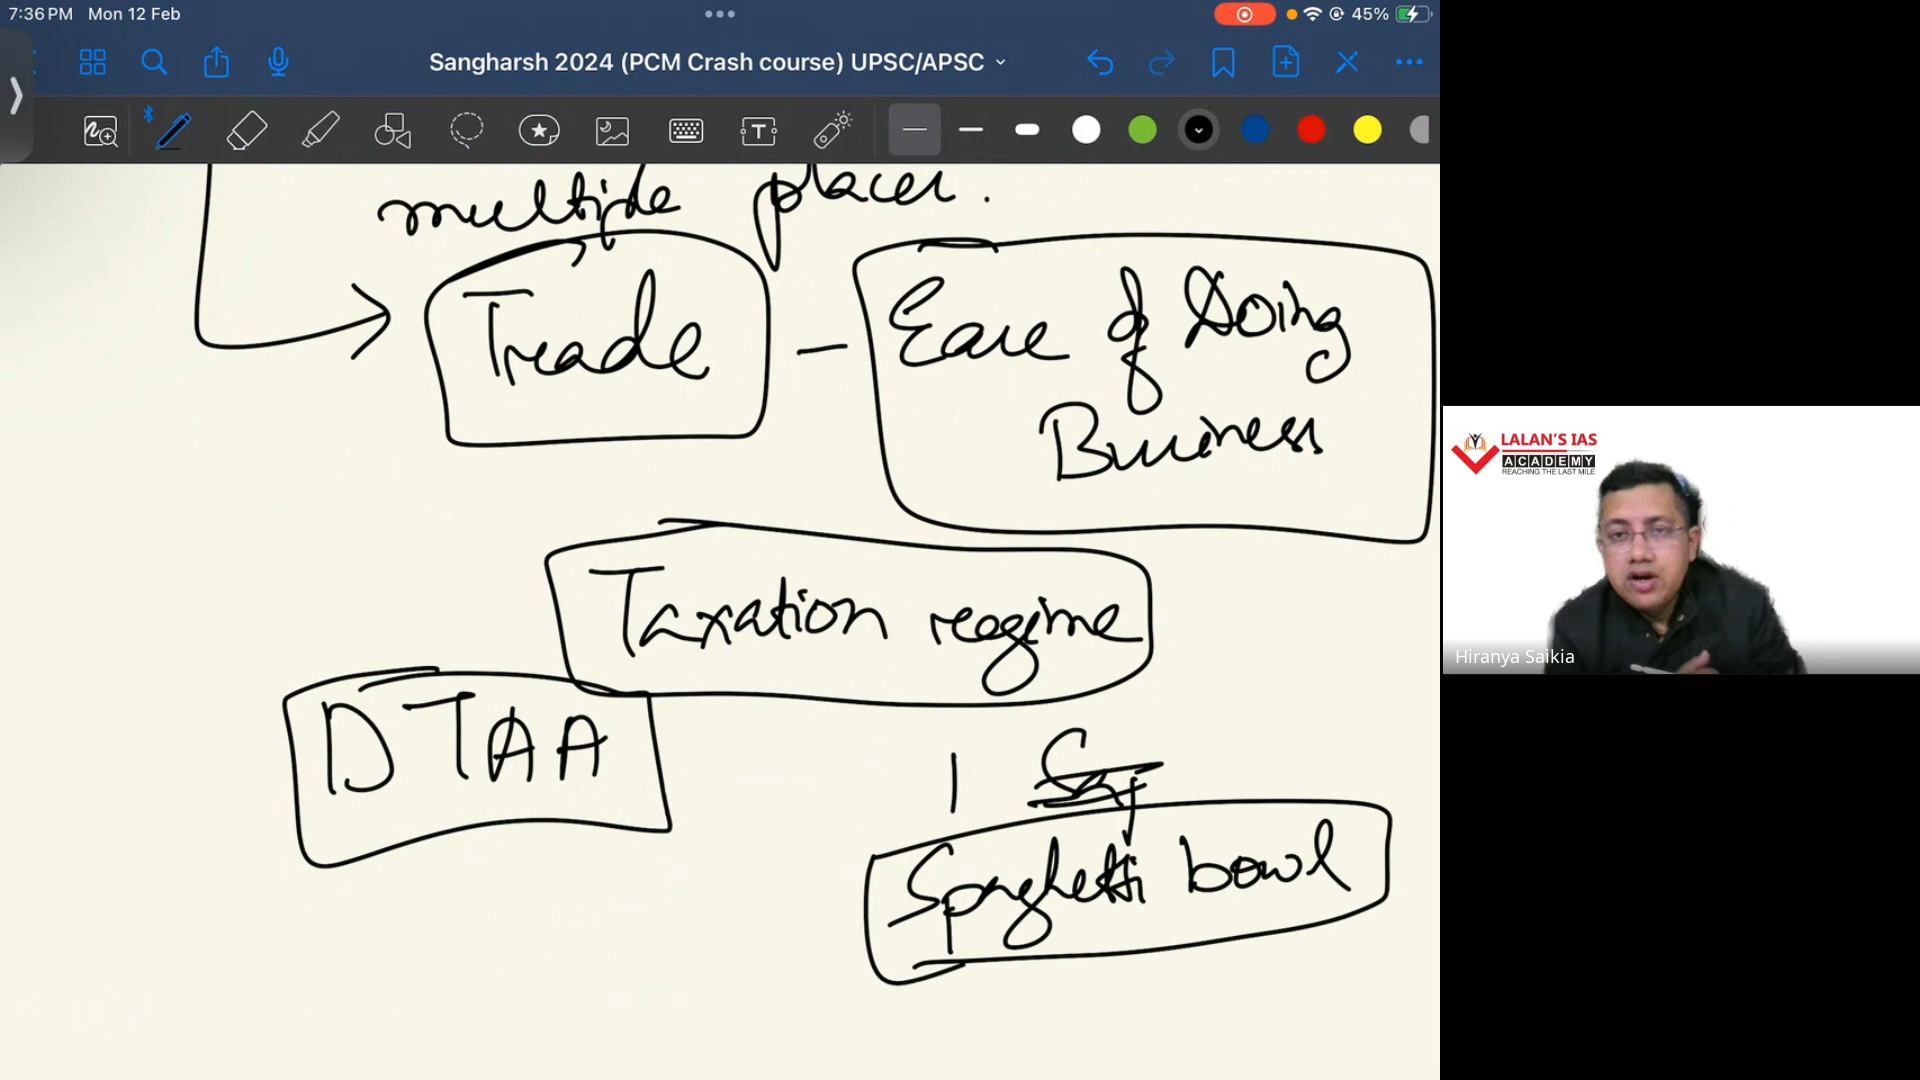 7:36 PM Mon 12 Feb
45%
Sangharsh 2024 (PCM Crash course) UPSC/APSC
T
multiple places.
Trade – Ease of Doing
Business
Taxation regime
DTAA
Spaghetti bowl
LALAN'S IAS
ACADEMY
REACHING THE LAST MILE
Hiranya Saikia